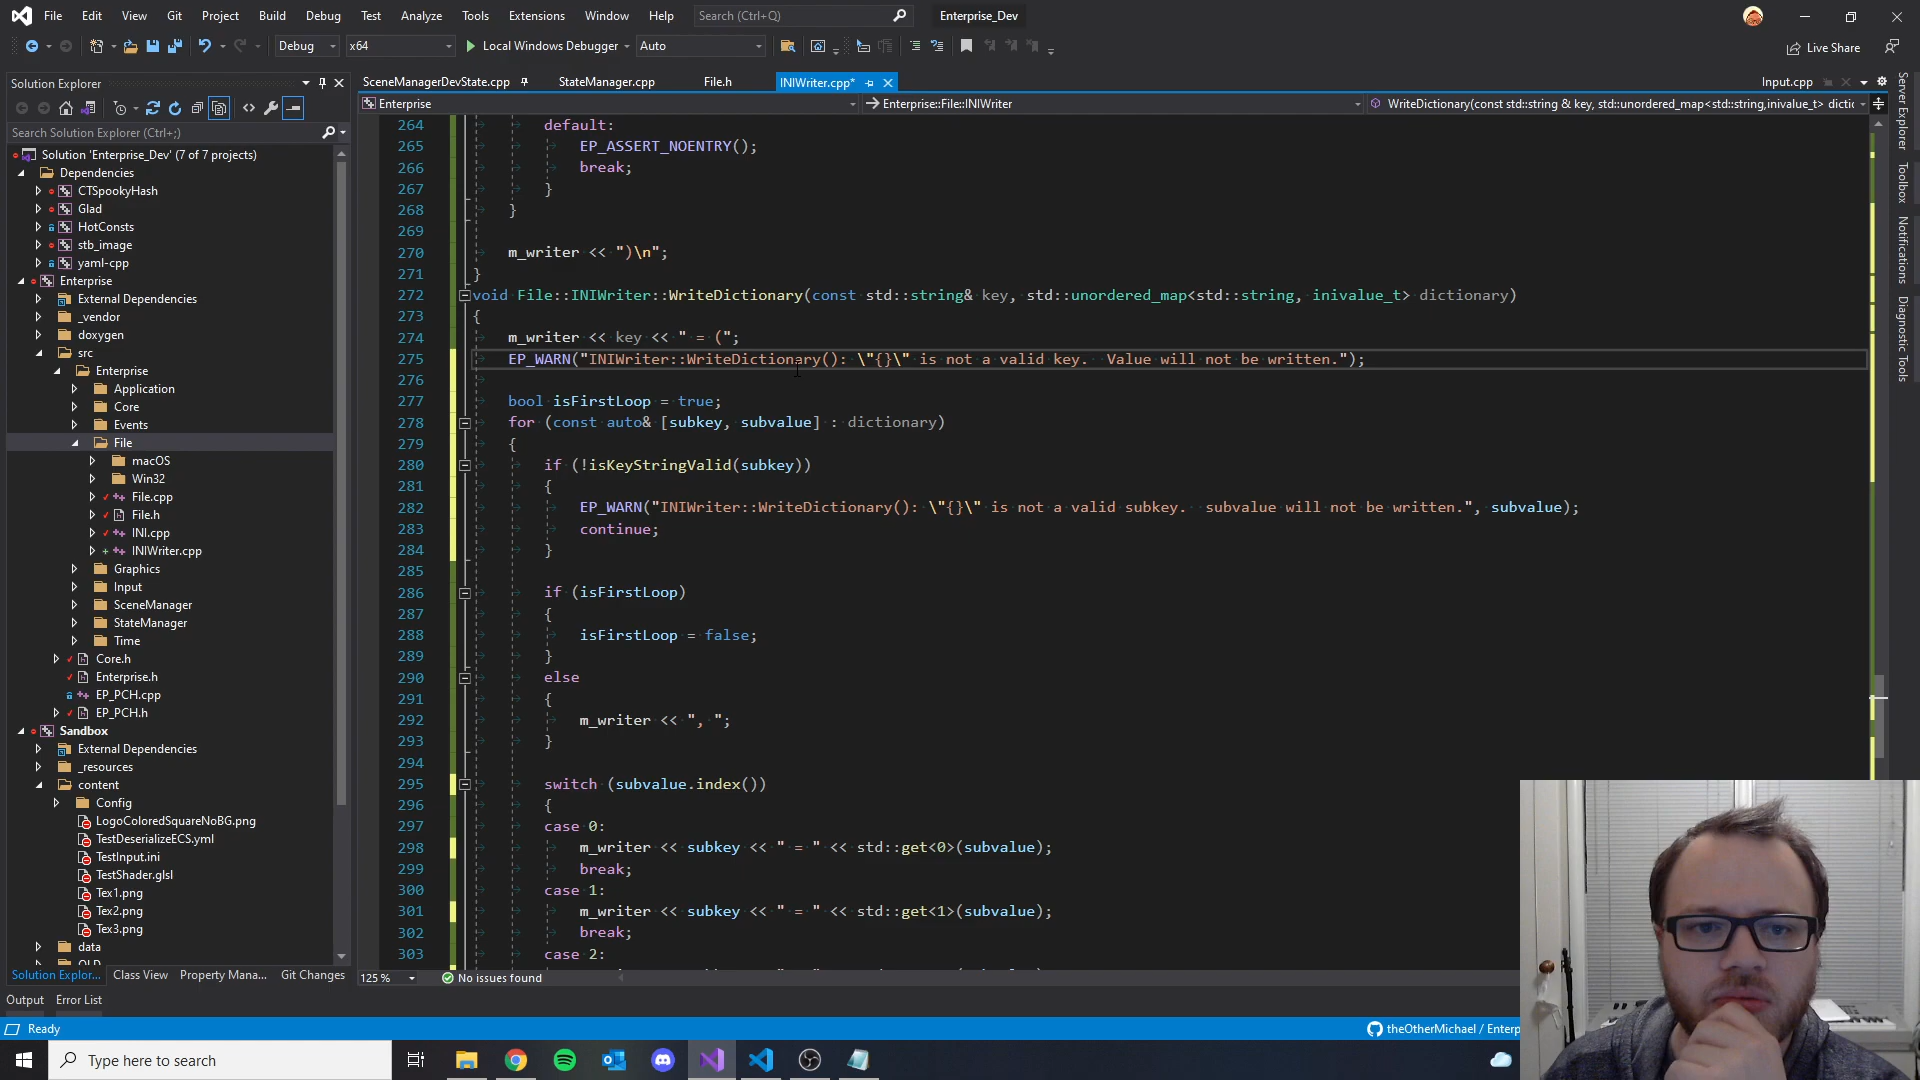 File Edit View Git Project Build Debug Test Analyze Tools Extensions Window Help Search (Ctrl+Q) Enterprise_Dev
Debug x64 Local Windows Debugger Auto Live Share
Solution Explorer
SceneManagerDevState.cpp StateManager.cpp File.h INIWriter.cpp* Input.cpp
Enterprise Enterprise::File::INIWriter WriteDictionary(const std::string & key, std::unordered_map<std::string,inivalue_t> dictic
Search Solution Explorer (Ctrl+;)
Solution 'Enterprise_Dev' (7 of 7 projects)
Dependencies
CTSpookyHash
Glad
HotConsts
stb_image
yaml-cpp
Enterprise
External Dependencies
_vendor
doxygen
src
Enterprise
Application
Core
Events
File
macOS
Win32
File.cpp
File.h
INI.cpp
INIWriter.cpp
Graphics
Input
SceneManager
StateManager
Time
Core.h
Enterprise.h
EP_PCH.cpp
EP_PCH.h
Sandbox
External Dependencies
_resources
content
Config
LogoColoredSquareNoBG.png
TestDeserializeECS.yml
TestInput.ini
TestShader.glsl
Tex1.png
Tex2.png
Tex3.png
data
OLD
Solution Explor... Class View Property Mana... Git Changes
264 default:
265 EP_ASSERT_NOENTRY();
266 break;
267 }
268 }
269
270 m_writer << ")\n";
271 }
272 void File::INIWriter::WriteDictionary(const std::string& key, std::unordered_map<std::string, inivalue_t> dictionary)
273 {
274 m_writer << key << " = (";
275 EP_WARN("INIWriter::WriteDictionary(): \"{}\" is not a valid key.  Value will not be written.");
276
277 bool isFirstLoop = true;
278 for (const auto& [subkey, subvalue] : dictionary)
279 {
280 if (!isKeyStringValid(subkey))
281 {
282 EP_WARN("INIWriter::WriteDictionary(): \"{}\" is not a valid subkey.  subvalue will not be written.", subvalue);
283 continue;
284 }
285
286 if (isFirstLoop)
287 {
288 isFirstLoop = false;
289 }
290 else
291 {
292 m_writer << ", ";
293 }
294
295 switch (subvalue.index())
296 {
297 case 0:
298 m_writer << subkey << " = " << std::get<0>(subvalue);
299 break;
300 case 1:
301 m_writer << subkey << " = " << std::get<1>(subvalue);
302 break;
303 case 2:
125 % No issues found
Server Explorer
Toolbox
Notifications
Diagnostic Tools
Output Error List
Ready theOtherMichael / Enterp
Type here to search